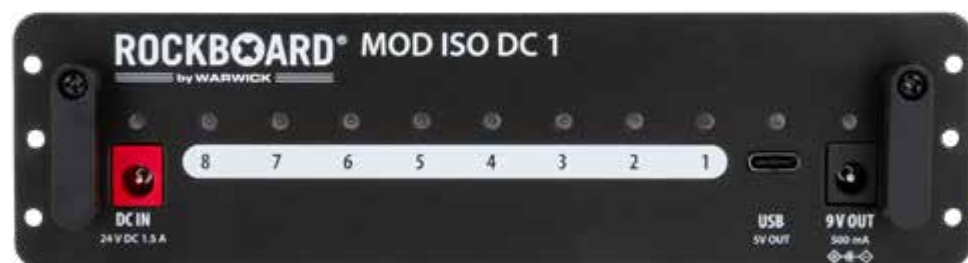 ROCKBOARD® MOD ISO DC 1
by WARWICK
8 7 6 5 4 3 2 1
DC IN
24 V DC 1.5 A
USB
5V OUT
9 V OUT
500 mA